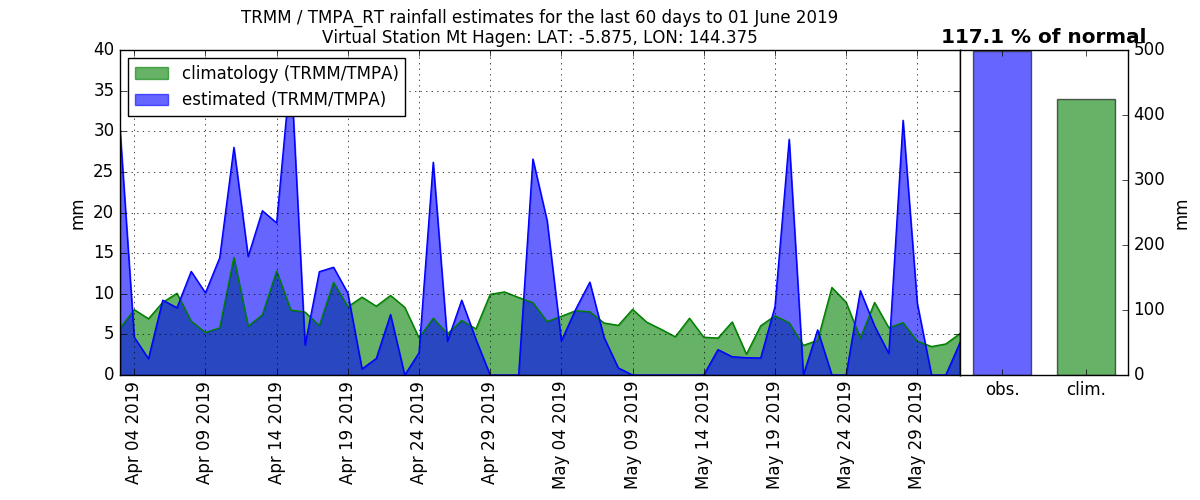 TRMM / TMPA_RT rainfall estimates for the last 60 days to 01 June 2019
Virtual Station Mt Hagen: LAT: -5.875, LON: 144.375
117.1 % of normal
climatology (TRMM/TMPA)
estimated (TRMM/TMPA)
mm
40
35
30
25
20
15
10
5
0
Apr 04 2019
Apr 09 2019
Apr 14 2019
Apr 19 2019
Apr 24 2019
Apr 29 2019
May 04 2019
May 09 2019
May 14 2019
May 19 2019
May 24 2019
May 29 2019
obs.
clim.
500
400
300
200
100
0
mm